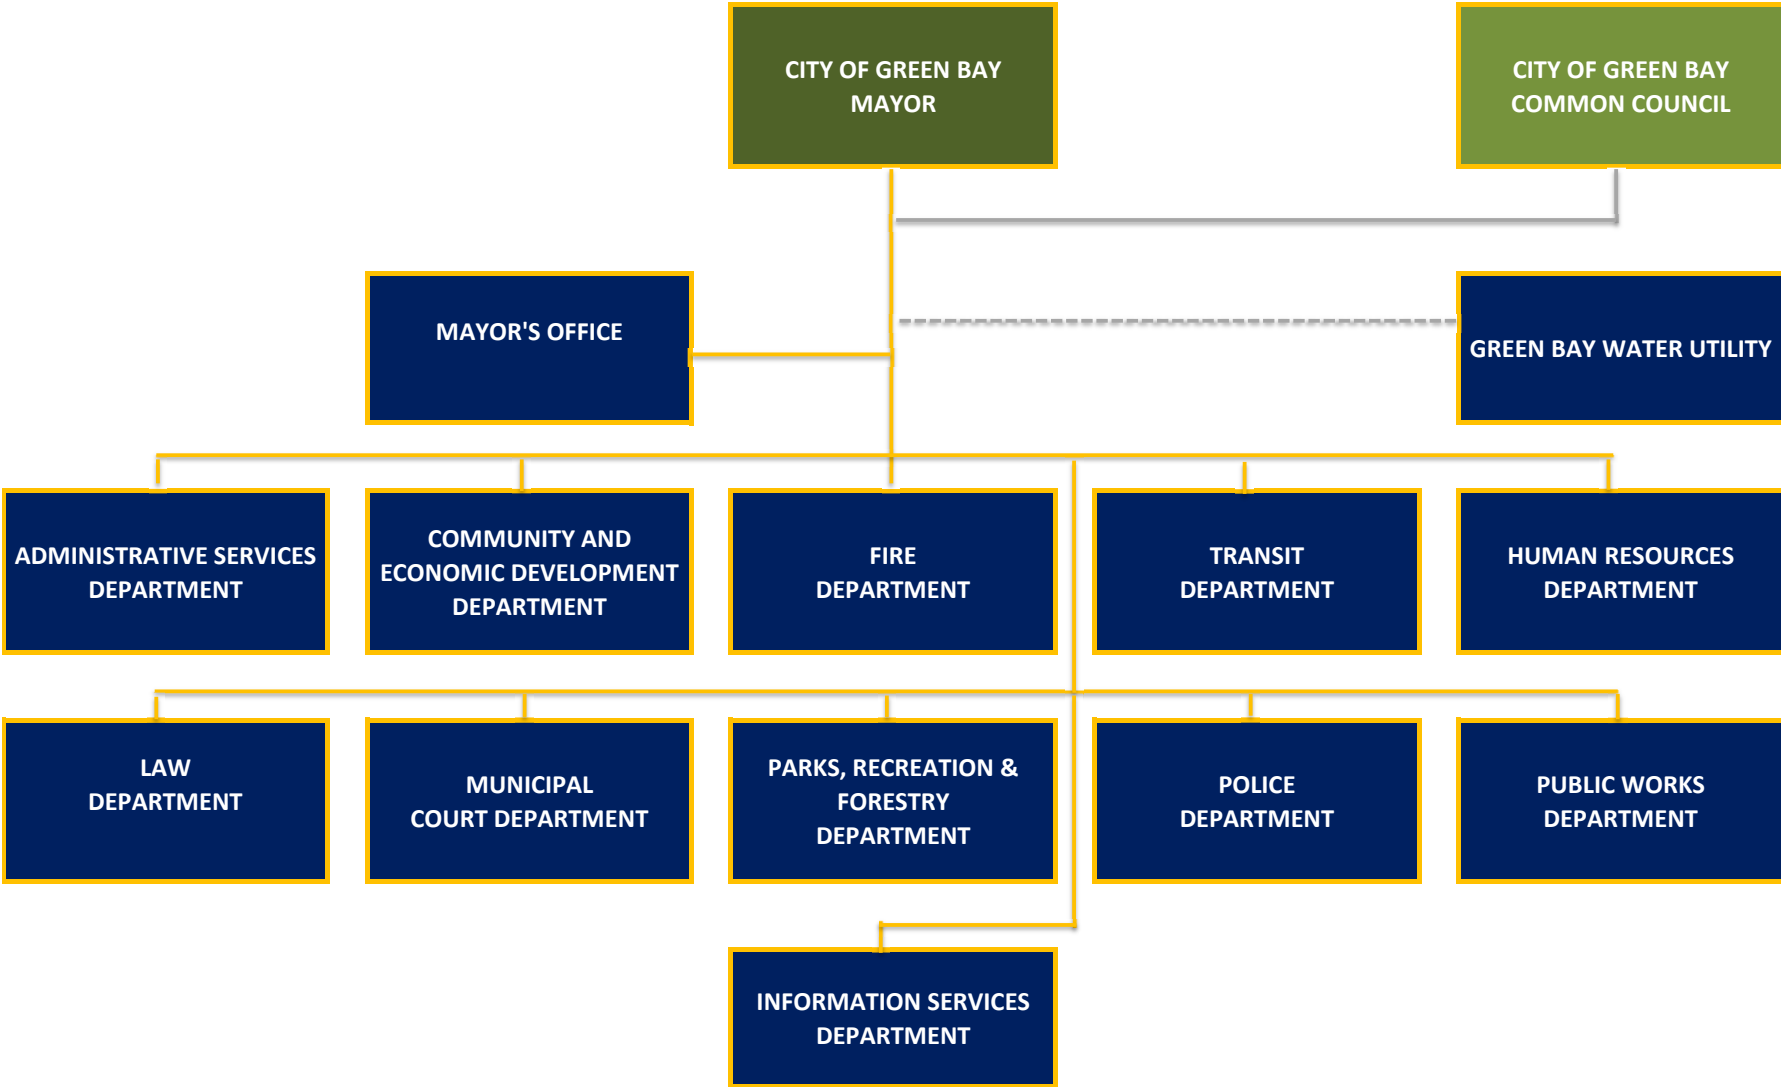 CITY OF GREEN BAY
MAYOR
CITY OF GREEN BAY
COMMON COUNCIL
MAYOR'S OFFICE
GREEN BAY WATER UTILITY
ADMINISTRATIVE SERVICES
DEPARTMENT
COMMUNITY AND
ECONOMIC DEVELOPMENT
DEPARTMENT
FIRE
DEPARTMENT
TRANSIT
DEPARTMENT
HUMAN RESOURCES
DEPARTMENT
LAW
DEPARTMENT
MUNICIPAL
COURT DEPARTMENT
PARKS, RECREATION &
FORESTRY
DEPARTMENT
POLICE
DEPARTMENT
PUBLIC WORKS
DEPARTMENT
INFORMATION SERVICES
DEPARTMENT